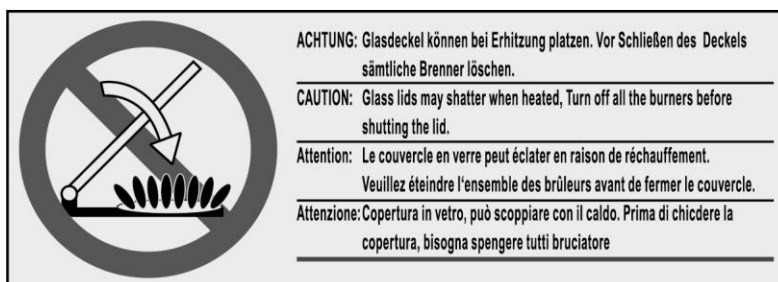 ACHTUNG: Glasdeckel können bei Erhitzung platzen. Vor Schließen des Deckels
sämtliche Brenner löschen.
CAUTION: Glass lids may shatter when heated, Turn off all the burners before
shutting the lid.
Attention: Le couvercle en verre peut éclater en raison de réchauffement.
Veuillez éteindre l'ensemble des brûleurs avant de fermer le couvercle.
Attenzione: Copertura in vetro, può scoppiare con il caldo. Prima di chicdere la
copertura, bisogna spengere tutti bruciatore